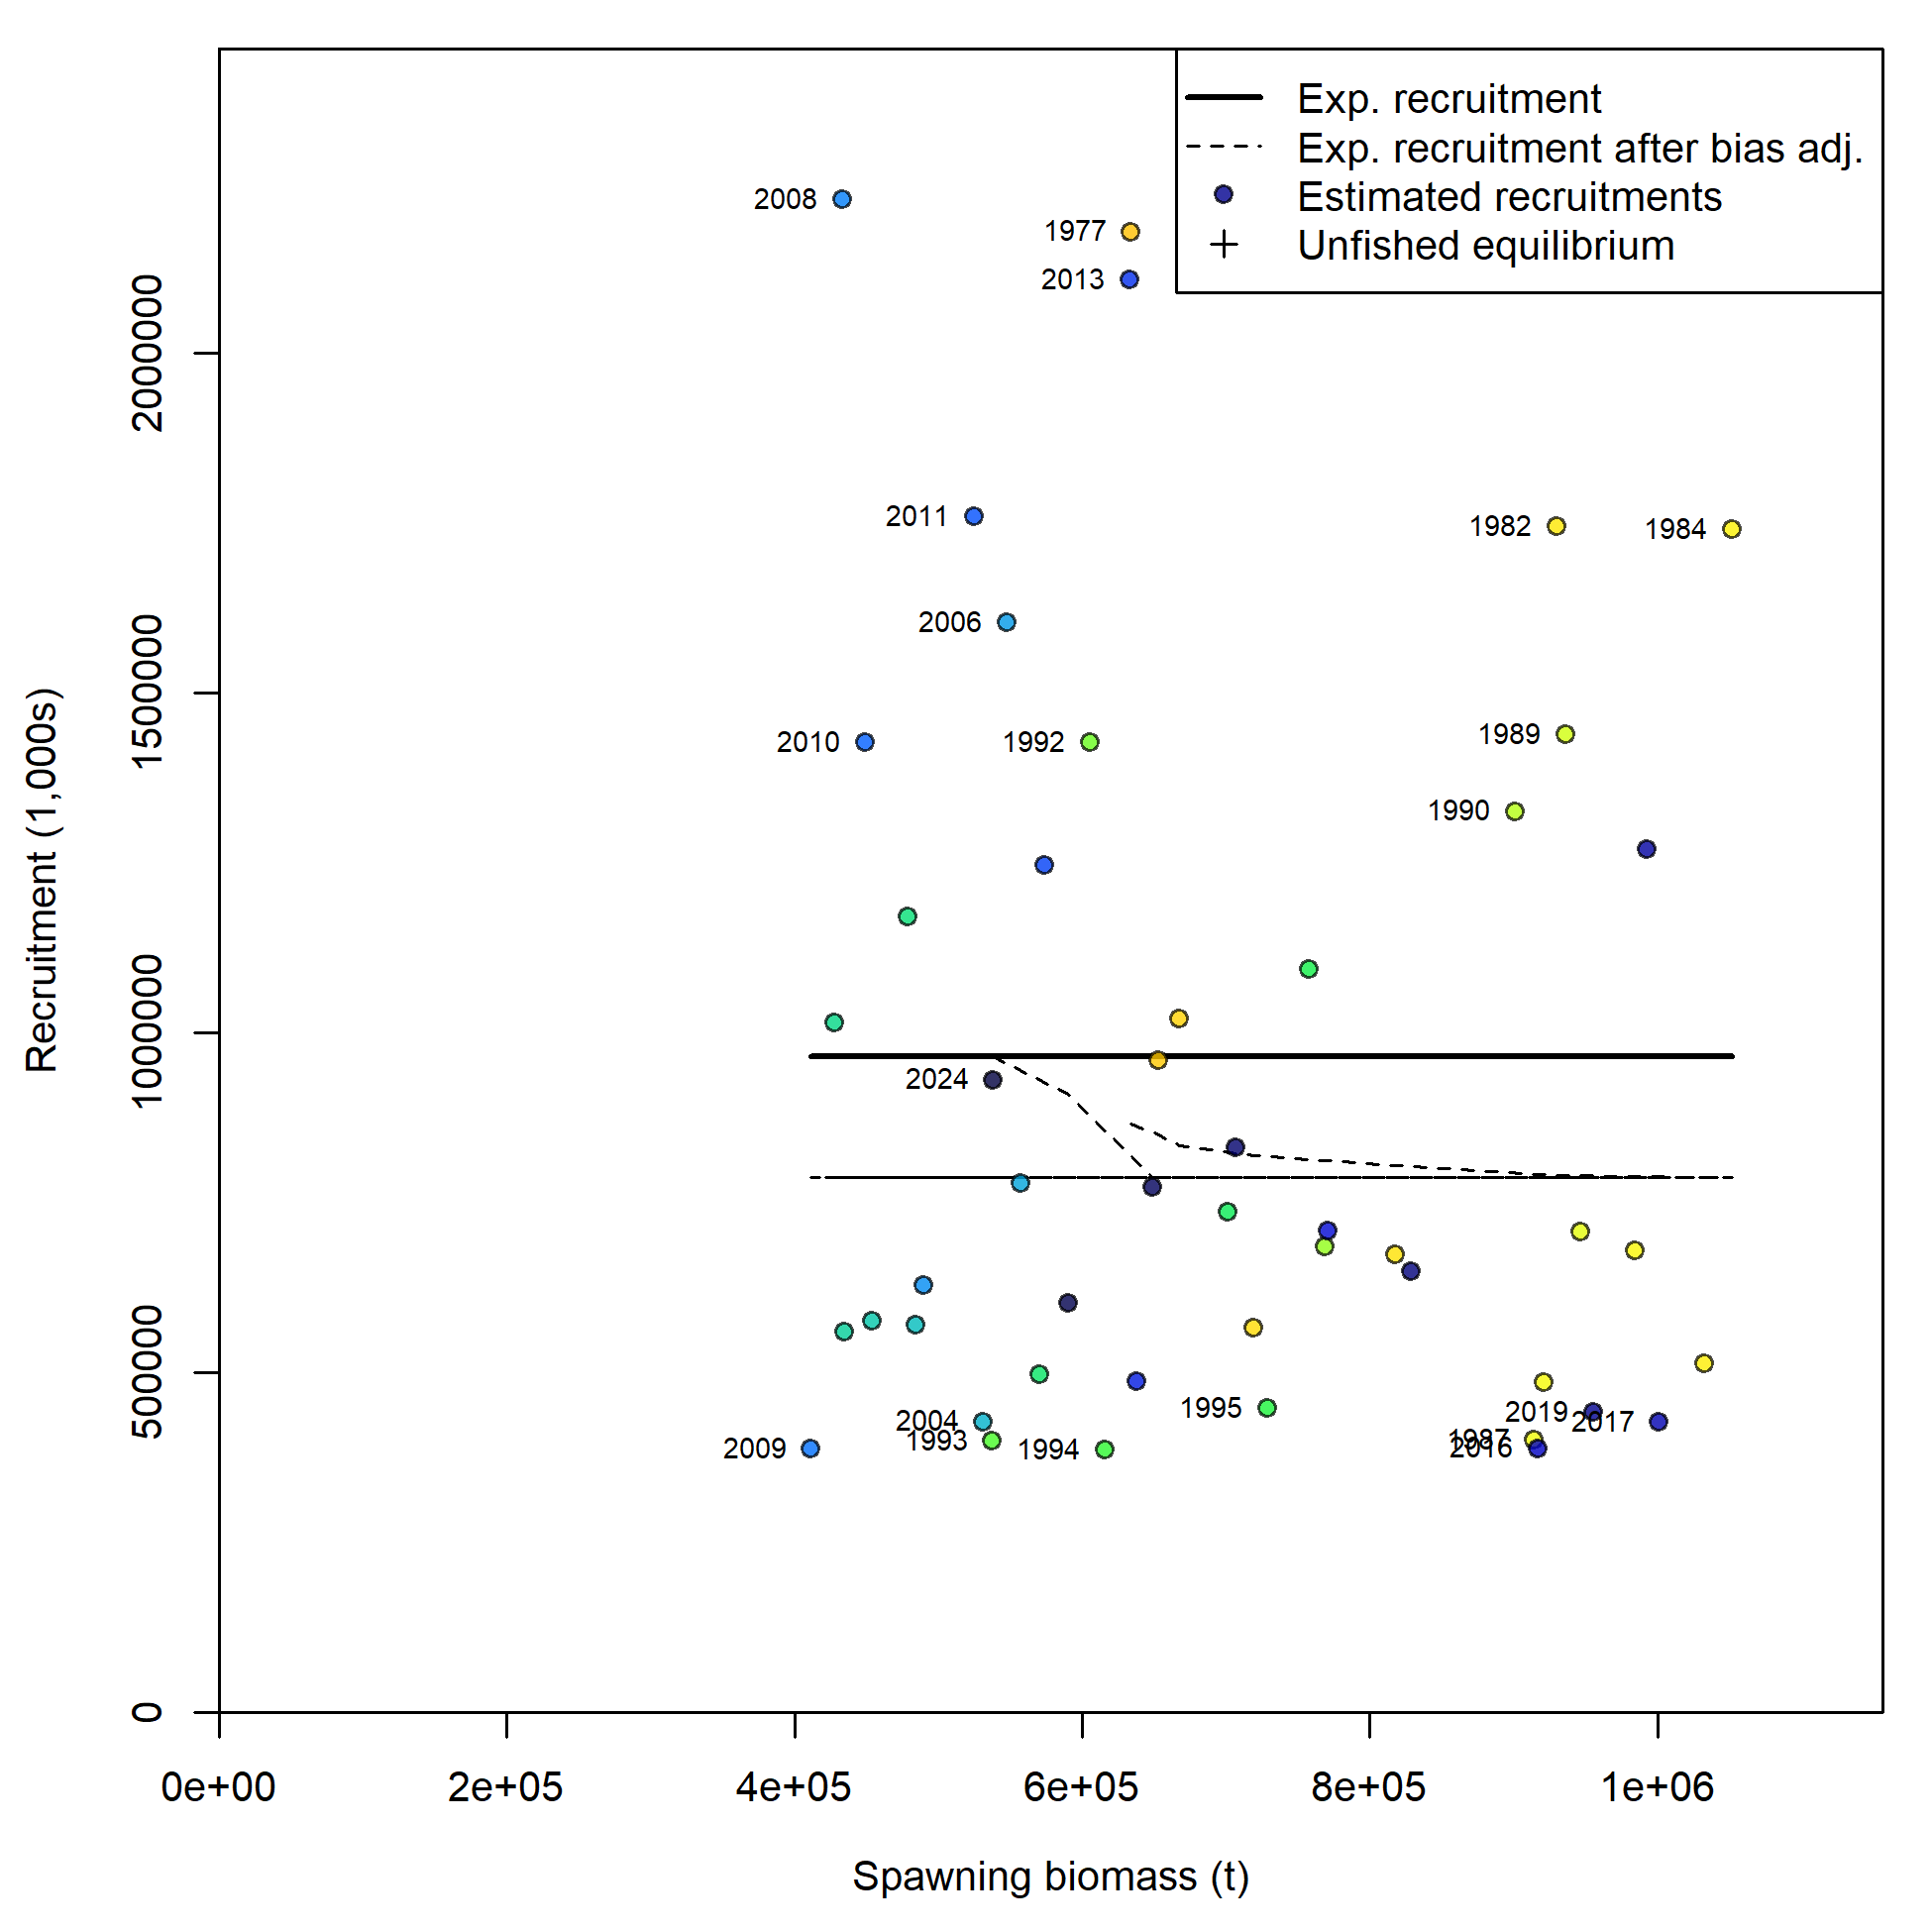 Exp. recruitment
Exp. recruitment after bias adj.
Estimated recruitments
Unfished equilibrium
2008
1977
2013
2011
1982
1984
2006
2010
1992
1989
1990
2024
1995
2004
2019
2017
1993
1987
2009
1994
2016
Recruitment (1,000s)
2000000
1500000
1000000
500000
0
0e+00
2e+05
4e+05
6e+05
8e+05
1e+06
Spawning biomass (t)